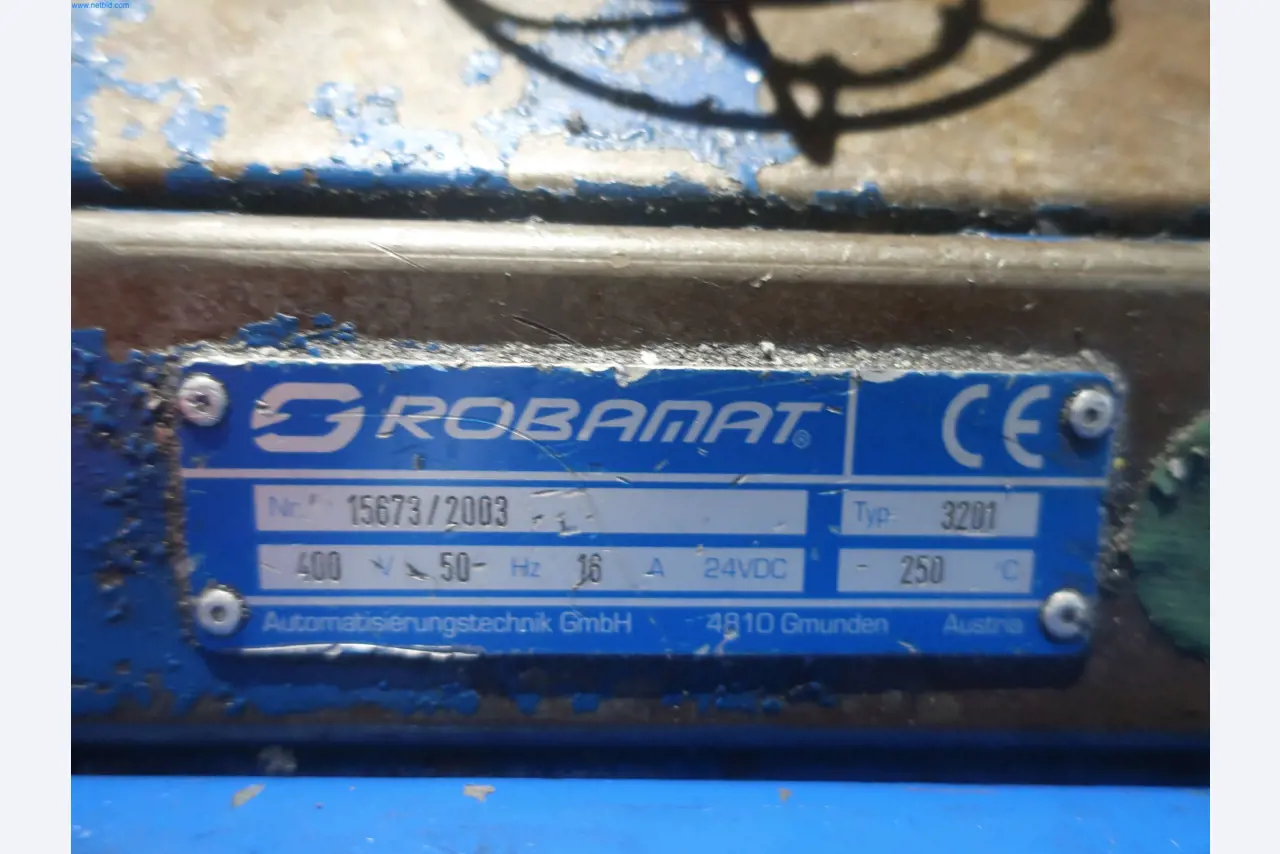 www.netbid.com
ROBAMAT® CE
Nr. 15673/2003 Typ 3201
400 V 50 Hz 16 A 24VDC 250 °C
Automatisierungstechnik GmbH 4810 Gmunden Austria